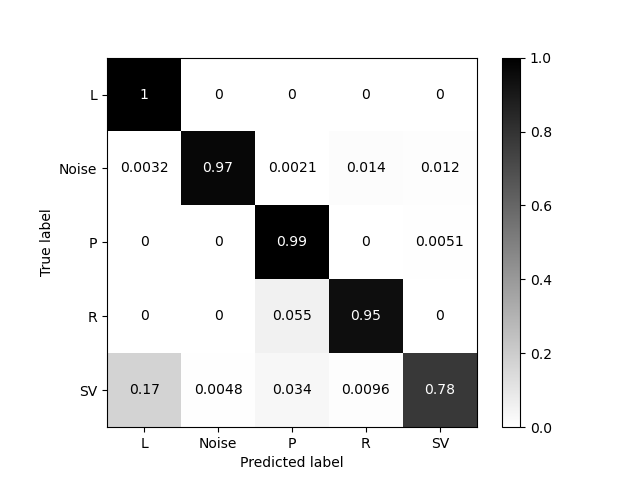 1.0
L 1 0 0 0 0
0.8
Noise 0.0032 0.97 0.0021 0.014 0.012
0.6
P 0 0 0.99 0 0.0051
0.4
R 0 0 0.055 0.95 0
0.2
SV 0.17 0.0048 0.034 0.0096 0.78
0.0
L Noise P R SV
Predicted label
True label